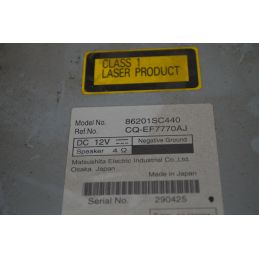 CLASS 1
LASER PRODUCT
Model No. 86201SC440
Ref.No. CQ-EF7770AJ
DC 12V Negative Ground
Speaker 4 Ω
Matsushita Electric Industrial Co., Ltd.
Osaka, Japan
Made in Japan
Serial No. 290425